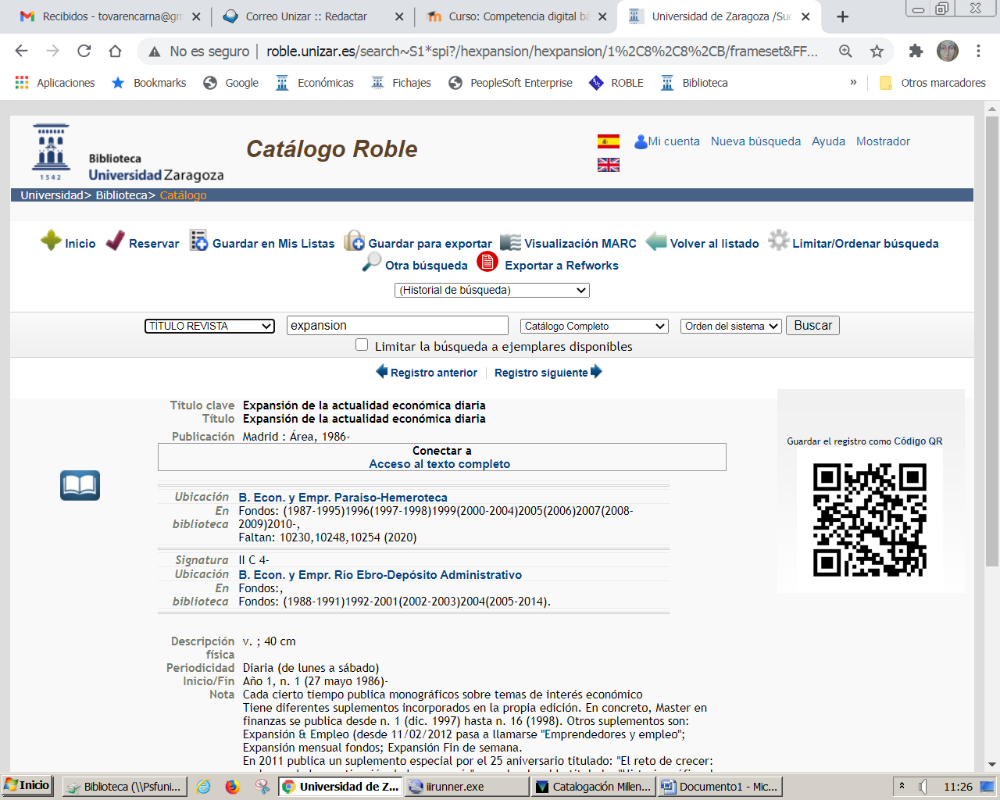 Recibidos - tovarencarna@gm
Correo Unizar :: Redactar
Curso: Competencia digital bá
Universidad de Zaragoza /Suc
No es seguro
roble.unizar.es/search~S1*spi?/hexpansion/hexpansion/1%2C8%2C8%2CB/frameset&FF...
Aplicaciones
Bookmarks
Google
Económicas
Fichajes
PeopleSoft Enterprise
ROBLE
Biblioteca
»
Otros marcadores
1542
Biblioteca
Universidad Zaragoza
Catálogo Roble
Mi cuenta
Nueva búsqueda
Ayuda
Mostrador
Universidad> Biblioteca> Catálogo
Inicio
Reservar
Guardar en Mis Listas
Guardar para exportar
Visualización MARC
Volver al listado
Limitar/Ordenar búsqueda
Otra búsqueda
Exportar a Refworks
(Historial de búsqueda)
TÍTULO REVISTA
expansion
Catálogo Completo
Orden del sistema
Buscar
Limitar la búsqueda a ejemplares disponibles
Registro anterior
Registro siguiente
Título clave Expansión de la actualidad económica diaria
Título Expansión de la actualidad económica diaria
Publicación Madrid : Área, 1986-
Conectar a
Acceso al texto completo
Ubicación B. Econ. y Empr. Paraiso-Hemeroteca
En Fondos: (1987-1995)1996(1997-1998)1999(2000-2004)2005(2006)2007(2008-
biblioteca 2009)2010-,
Faltan: 10230,10248,10254 (2020)
Signatura II C 4-
Ubicación B. Econ. y Empr. Río Ebro-Depósito Administrativo
En Fondos:,
biblioteca Fondos: (1988-1991)1992-2001(2002-2003)2004(2005-2014).
Descripción v. ; 40 cm
física
Periodicidad Diaria (de lunes a sábado)
Inicio/Fin Año 1, n. 1 (27 mayo 1986)-
Nota Cada cierto tiempo publica monográficos sobre temas de interés económico
Tiene diferentes suplementos incorporados en la propia edición. En concreto, Master en
finanzas se publica desde n. 1 (dic. 1997) hasta n. 16 (1998). Otros suplementos son:
Expansión & Empleo (desde 11/02/2012 pasa a llamarse "Emprendedores y empleo";
Expansión mensual fondos; Expansión Fin de semana.
En 2011 publica un suplemento especial por el 25 aniversario titulado: "El reto de crecer:
Guardar el registro como Código QR
Inicio
Biblioteca (\\Psfuni...
Universidad de Z...
iiirunner.exe
Catalogación Millen...
Documento1 - Mic...
11:26